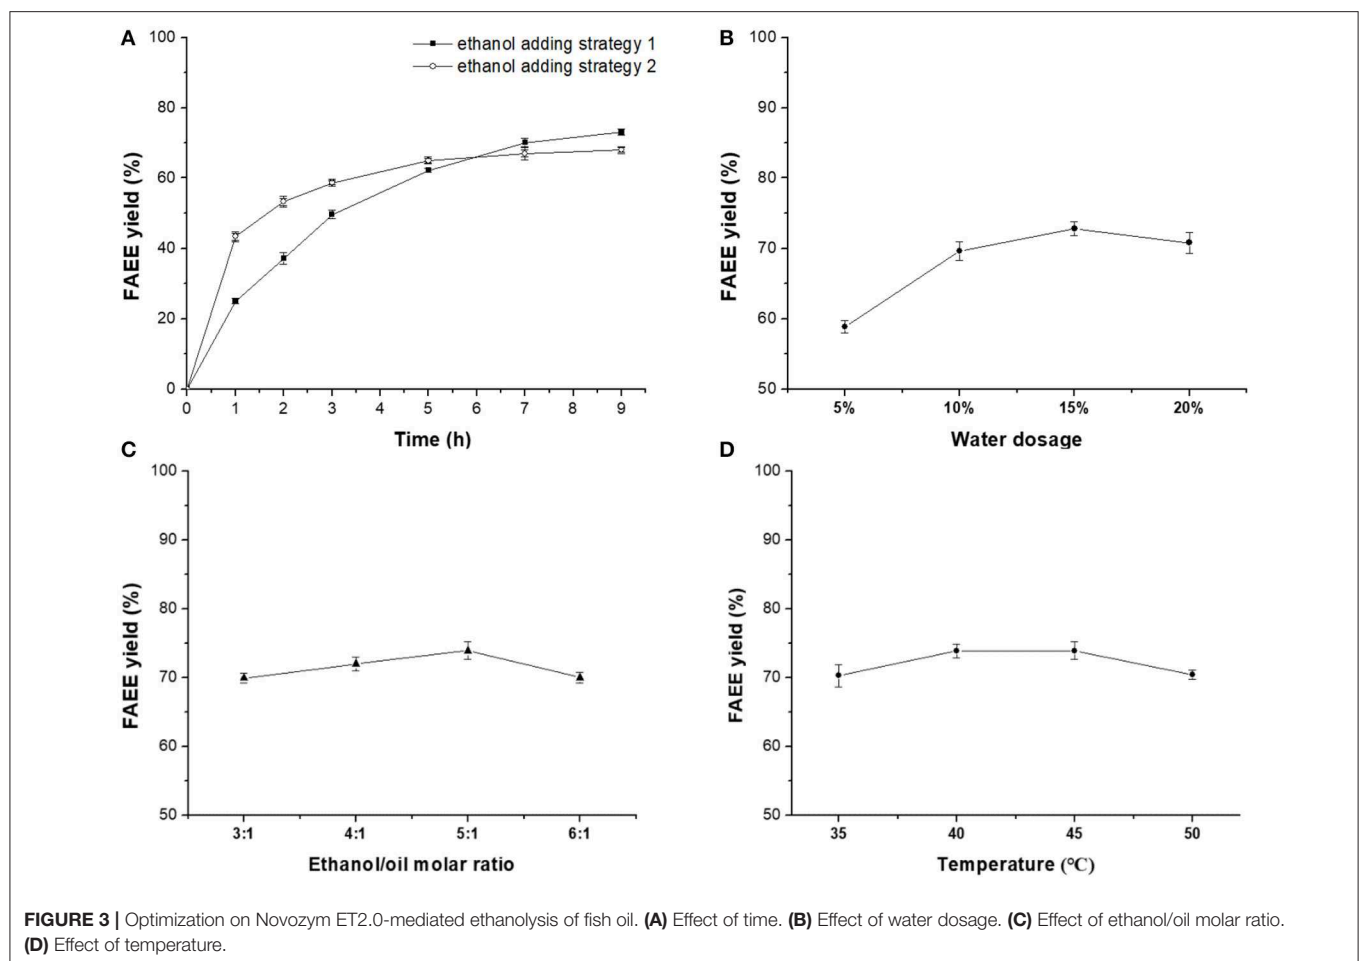 A
100
80
60
40
20
0
FAEE yield (%)
ethanol adding strategy 1
ethanol adding strategy 2
0 1 2 3 4 5 6 7 8 9
Time (h)
B
100
90
80
70
60
50
FAEE yield (%)
5% 10% 15% 20%
Water dosage
C
100
90
80
70
60
50
FAEE yield (%)
3:1 4:1 5:1 6:1
Ethanol/oil molar ratio
D
100
90
80
70
60
50
FAEE yield (%)
35 40 45 50
Temperature (℃)
FIGURE 3 | Optimization on Novozym ET2.0-mediated ethanolysis of fish oil. (A) Effect of time. (B) Effect of water dosage. (C) Effect of ethanol/oil molar ratio.
(D) Effect of temperature.